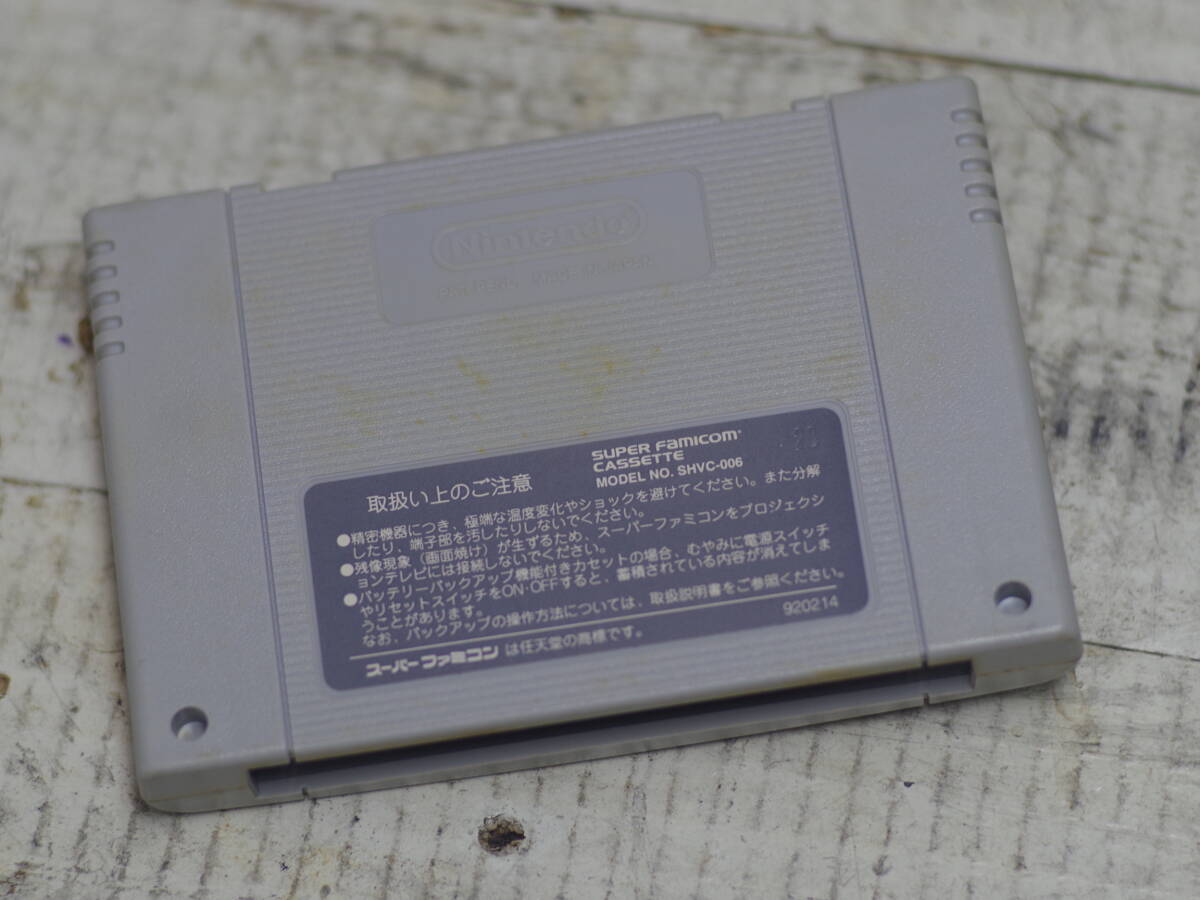 Nintendo
PAT. PEND. MADE IN JAPAN
取扱い上のご注意
SUPER FAMICOM
CASSETTE
MODEL NO. SHVC-006
●精密機器につき、極端な温度変化やショックを避けてください。また分解
したり、端子部を汚したりしないでください。
●残像現象（画面焼け）が生ずるため、スーパーファミコンをプロジェクシ
ョンテレビには接続しないでください。
●バッテリーバックアップ機能付きカセットの場合、むやみに電源スイッチ
やリセットスイッチをON・OFFすると、蓄積されている内容が消えてしま
うことがあります。
なお、バックアップの操作方法については、取扱説明書をご参照ください。
920214
スーパーファミコン は任天堂の商標です。